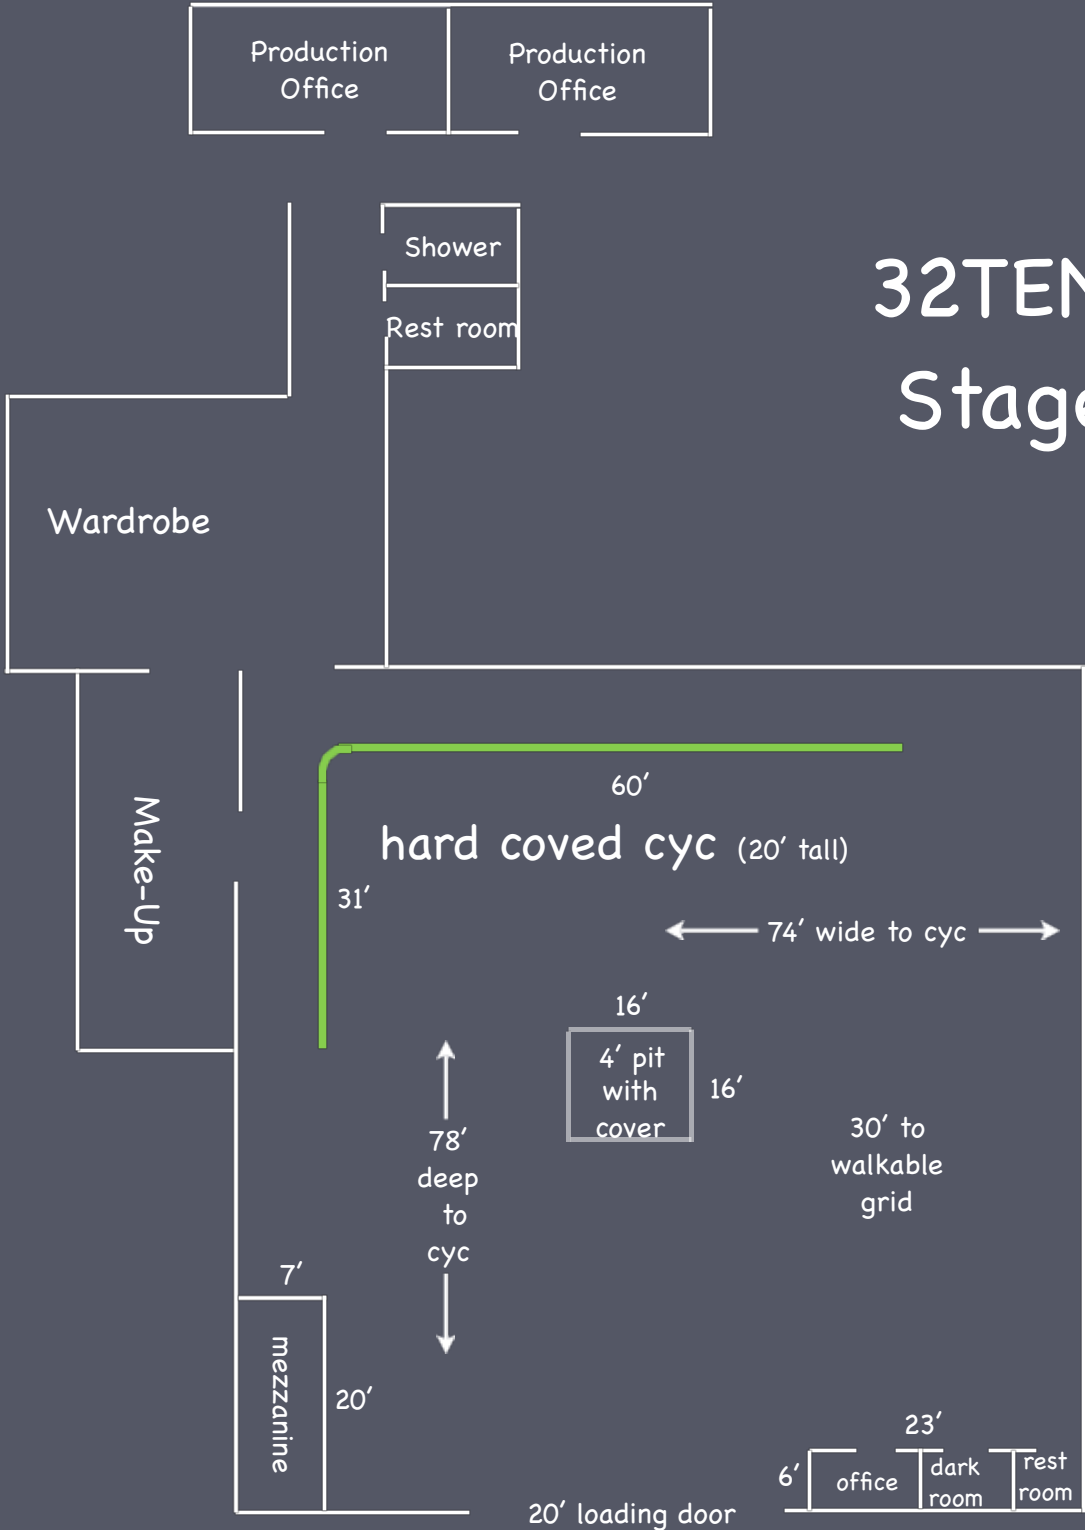 Production
Office
Production
Office
Shower
Rest room
32TEN
Stage
Wardrobe
60′
hard coved cyc (20′ tall)
Make-Up
31′
74′ wide to cyc
16′
4′ pit
with
cover
16′
78′
deep
to
cyc
30′ to
walkable
grid
7′
mezzanine
20′
23′
6′
office
dark
room
rest
room
20′ loading door